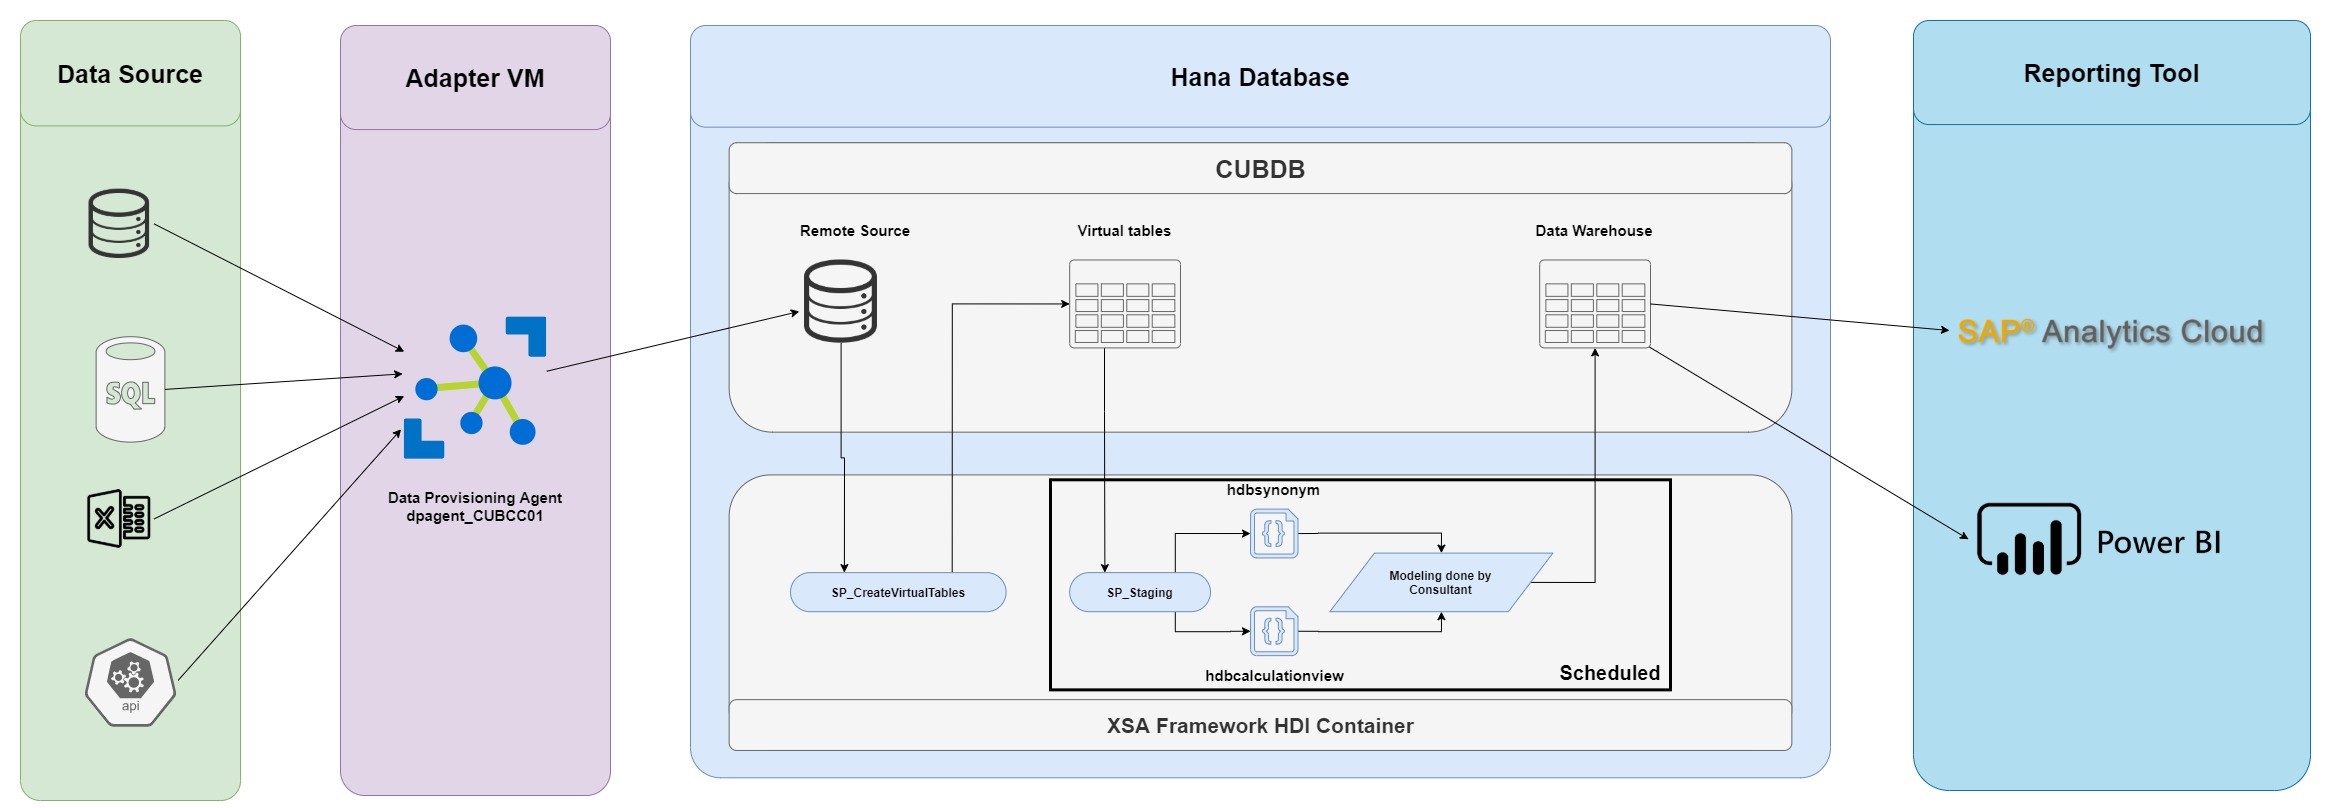 Data Source
Adapter VM
Hana Database
Reporting Tool
CUBDB
Remote Source
Virtual tables
Data Warehouse
SQL
api
Data Provisioning Agent
dpagent_CUBCC01
SAP® Analytics Cloud
Power BI
hdbsynonym
{}
SP_CreateVirtualTables
SP_Staging
Modeling done by
Consultant
{}
hdbcalculationview
Scheduled
XSA Framework HDI Container